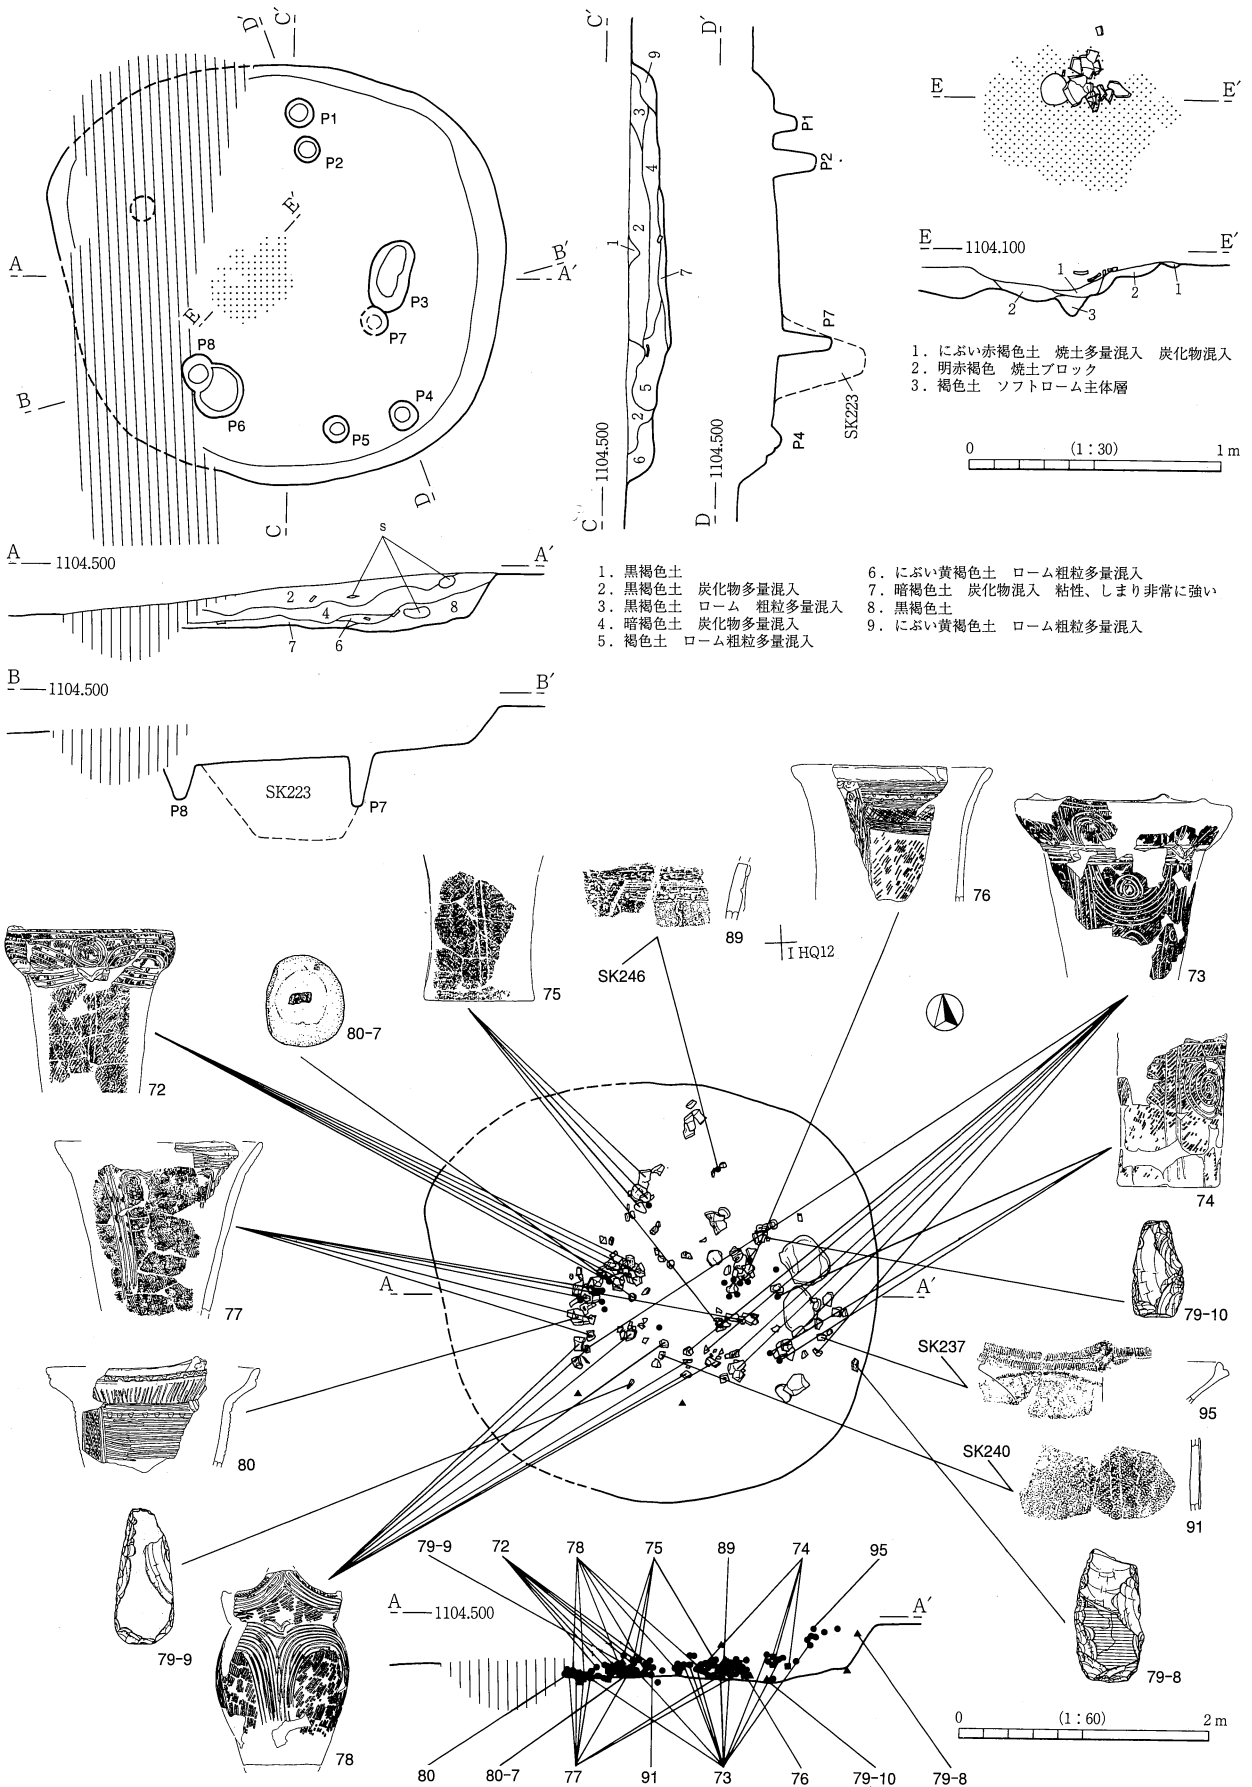 D´
C´
P1
P2
E´
B´
A
A´
P3
E
P7
P8
B
P4
P6
P5
D
C
C´
9
3
4
2
1
7
5
2
6
1104.500
C
D´
P1
P2
P7
SK223
P4
1104.500
D
E
E´
E
1104.100
E´
1
2
2
1
3
1．にぶい赤褐色土　焼土多量混入　炭化物混入
2．明赤褐色　焼土ブロック
3．褐色土　ソフトローム主体層
0
(1：30)
1 m
A
1104.500
s
A´
2
4
8
7
6
1．黒褐色土
2．黒褐色土　炭化物多量混入
3．黒褐色土　ローム　粗粒多量混入
4．暗褐色土　炭化物多量混入
5．褐色土　ローム粗粒多量混入
6．にぶい黄褐色土　ローム粗粒多量混入
7．暗褐色土　炭化物混入　粘性、しまり非常に強い
8．黒褐色土
9．にぶい黄褐色土　ローム粗粒多量混入
B
1104.500
B´
SK223
P8
P7
76
73
89
I HQ12
SK246
75
80-7
72
74
77
A
A´
79-10
SK237
95
80
SK240
91
79-9
79-8
78
79-9
72
78
75
89
74
95
A
1104.500
A´
80
80-7
77
91
73
76
79-10
79-8
0
(1：60)
2 m